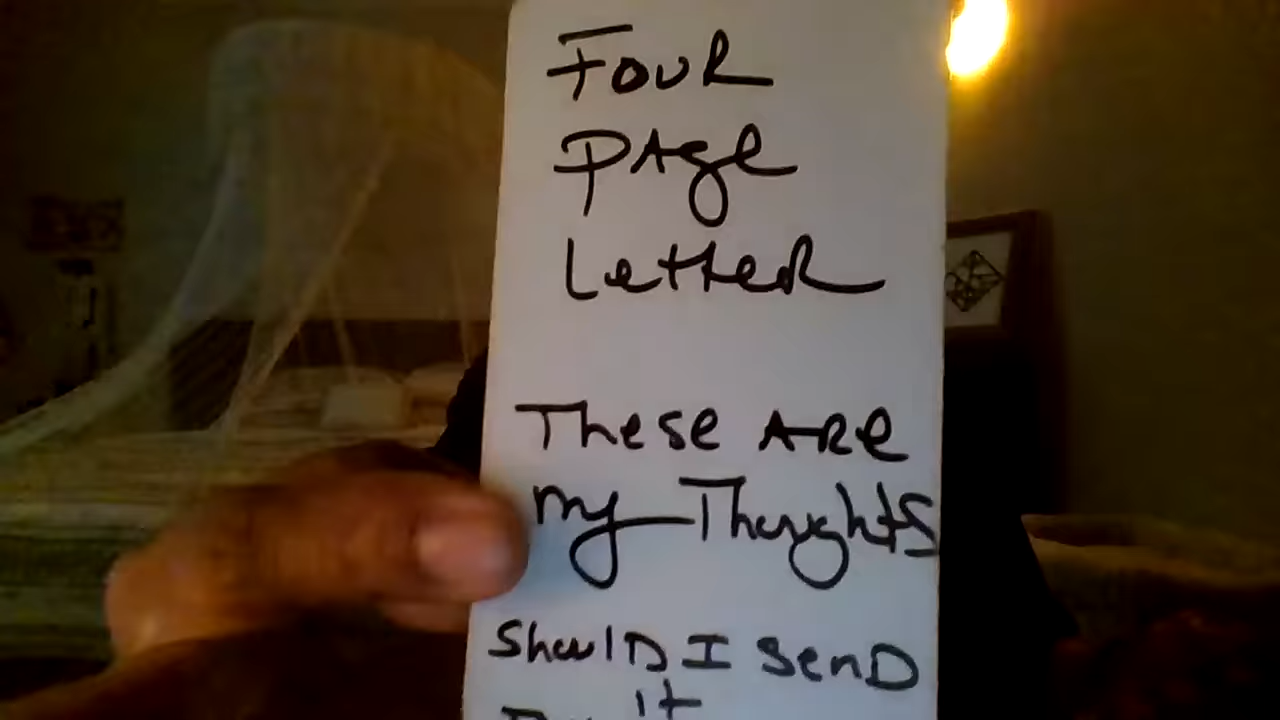 Four
Page
Letter
These Are
my Thoughts
Should I Send
it